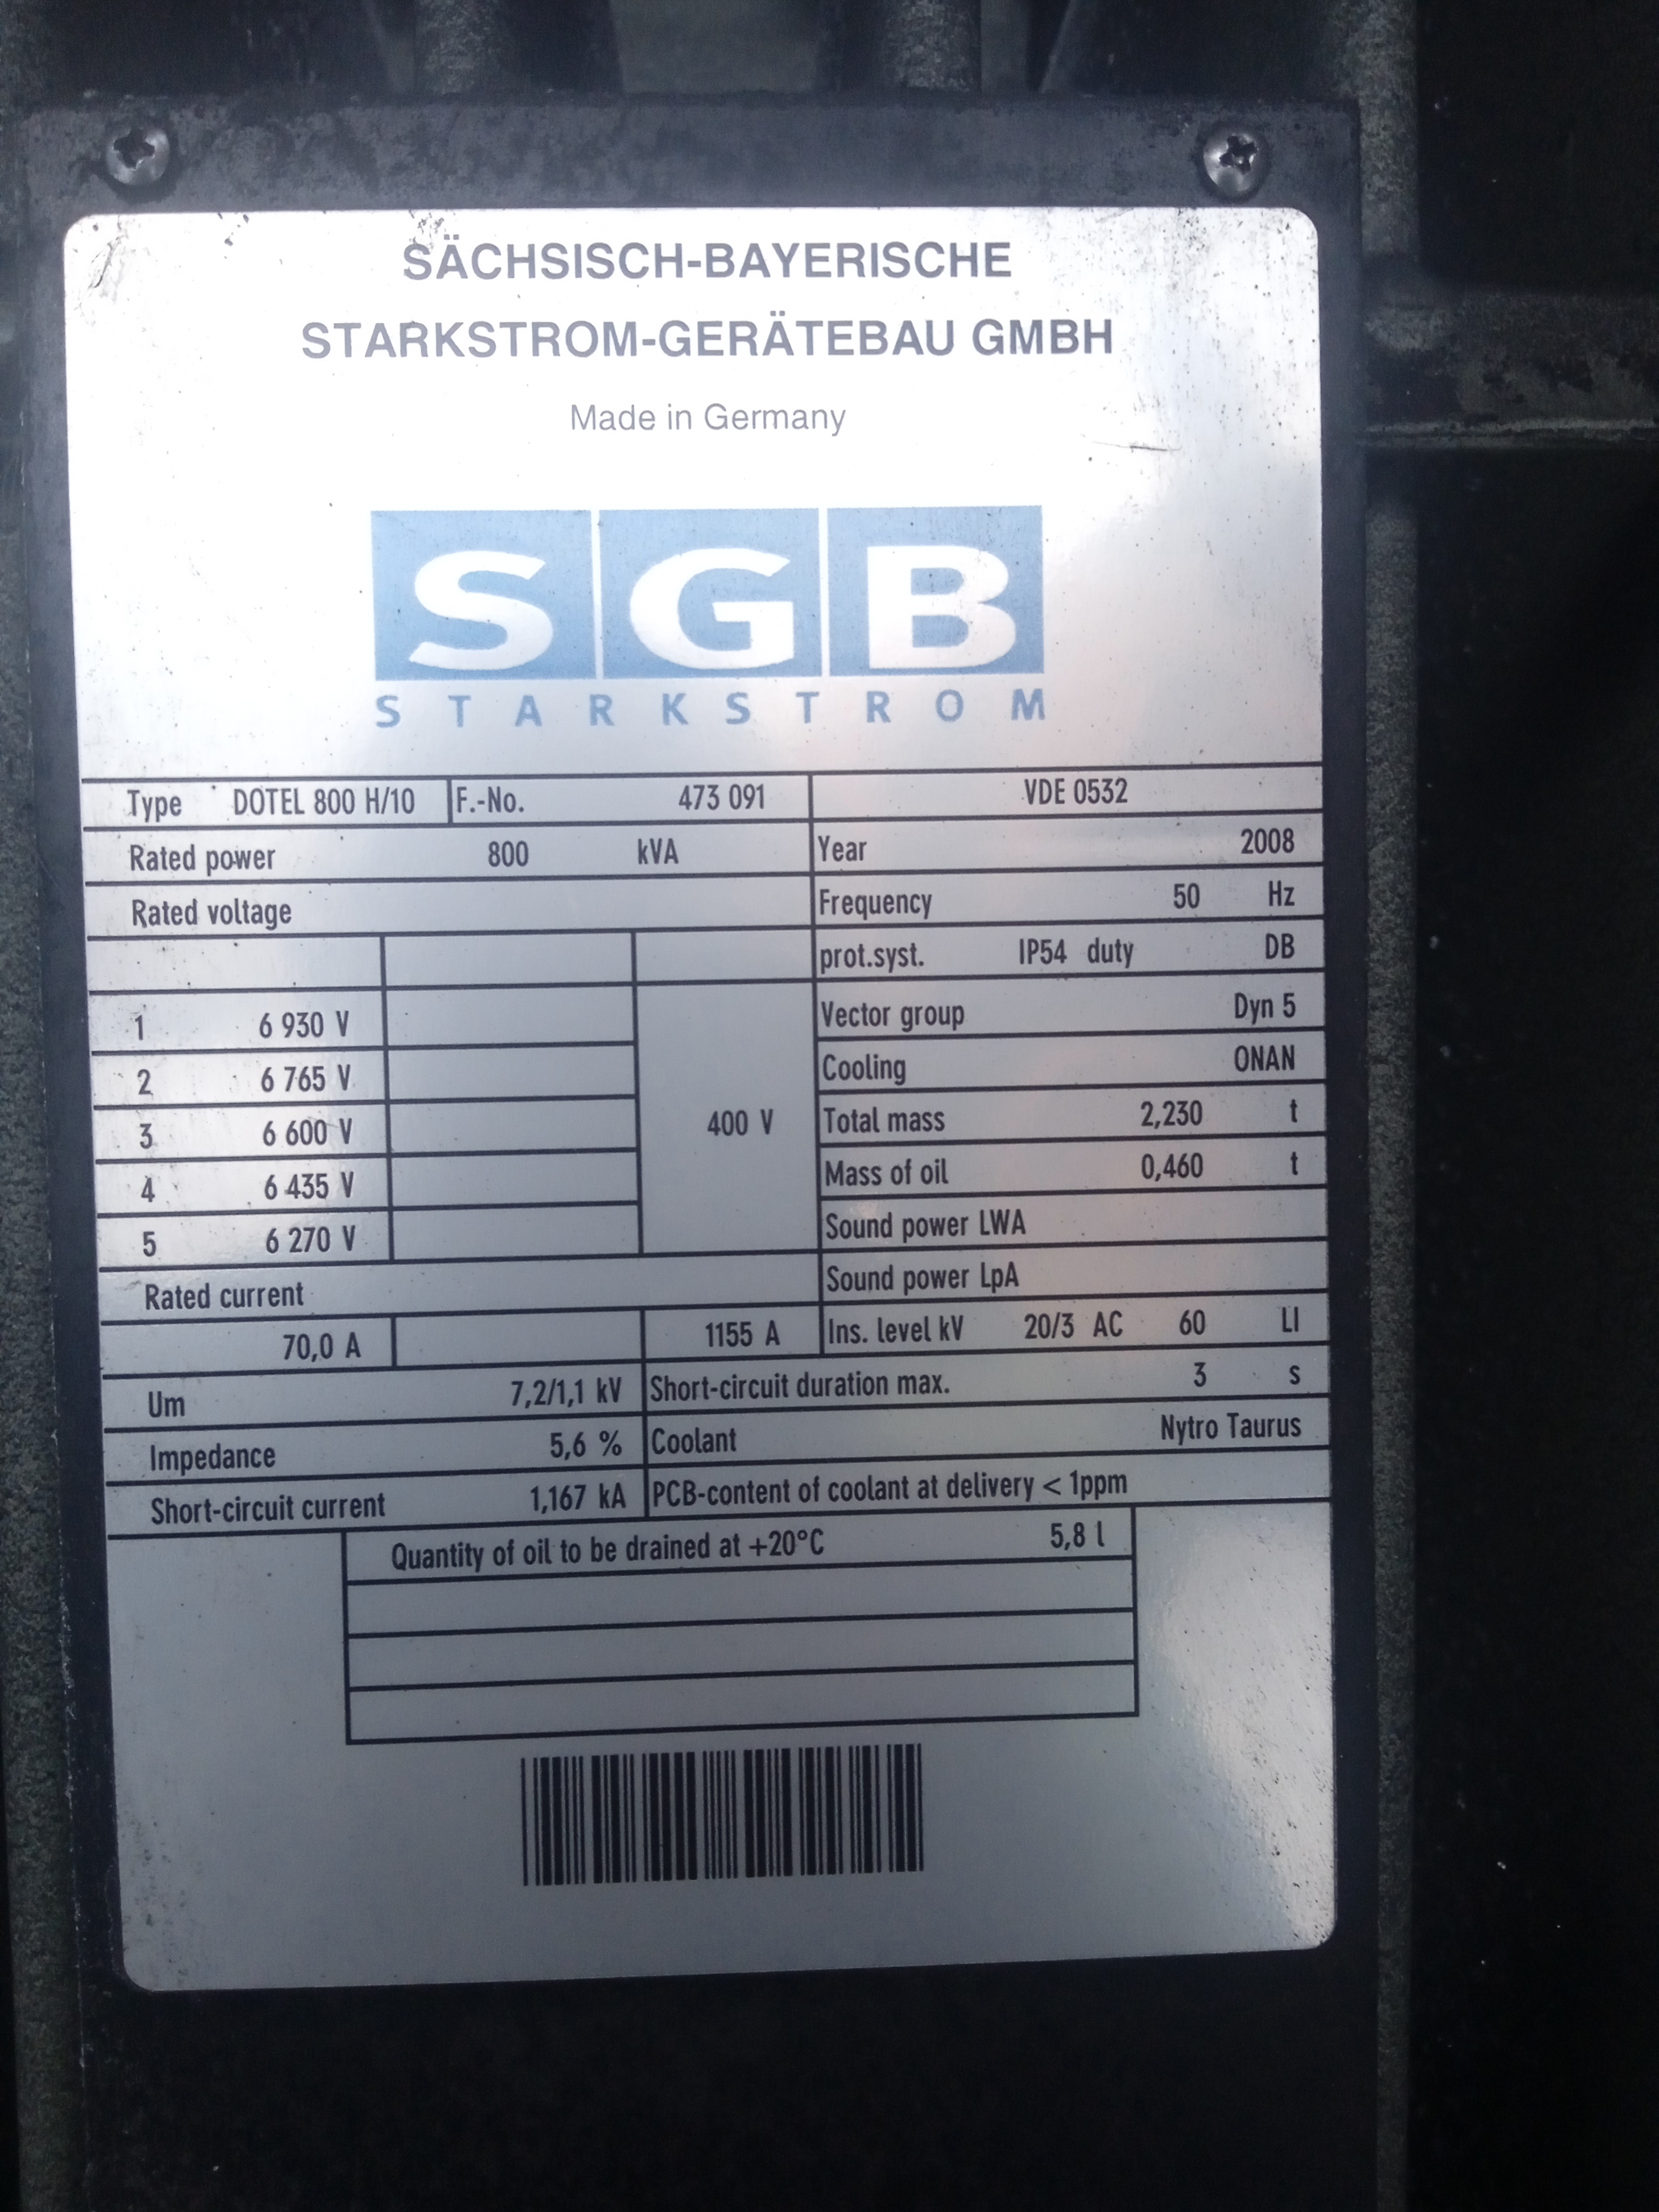 SÄCHSISCH-BAYERISCHE
STARKSTROM-GERÄTEBAU GMBH
Made in Germany
SGB
STARKSTROM
Type DOTEL 800 H/10 F.-No. 473 091 VDE 0532
Rated power 800 kVA Year 2008
Rated voltage Frequency 50 Hz
prot.syst. IP54 duty DB
1 6 930 V Vector group Dyn 5
2 6 765 V Cooling ONAN
3 6 600 V 400 V Total mass 2,230 t
4 6 435 V Mass of oil 0,460 t
5 6 270 V Sound power LWA
Rated current Sound power LpA
70,0 A 1155 A Ins. level kV 20/3 AC 60 LI
Um 7,2/1,1 kV Short-circuit duration max. 3 s
Impedance 5,6 % Coolant Nytro Taurus
Short-circuit current 1,167 kA PCB-content of coolant at delivery < 1ppm
Quantity of oil to be drained at +20°C 5,8 l